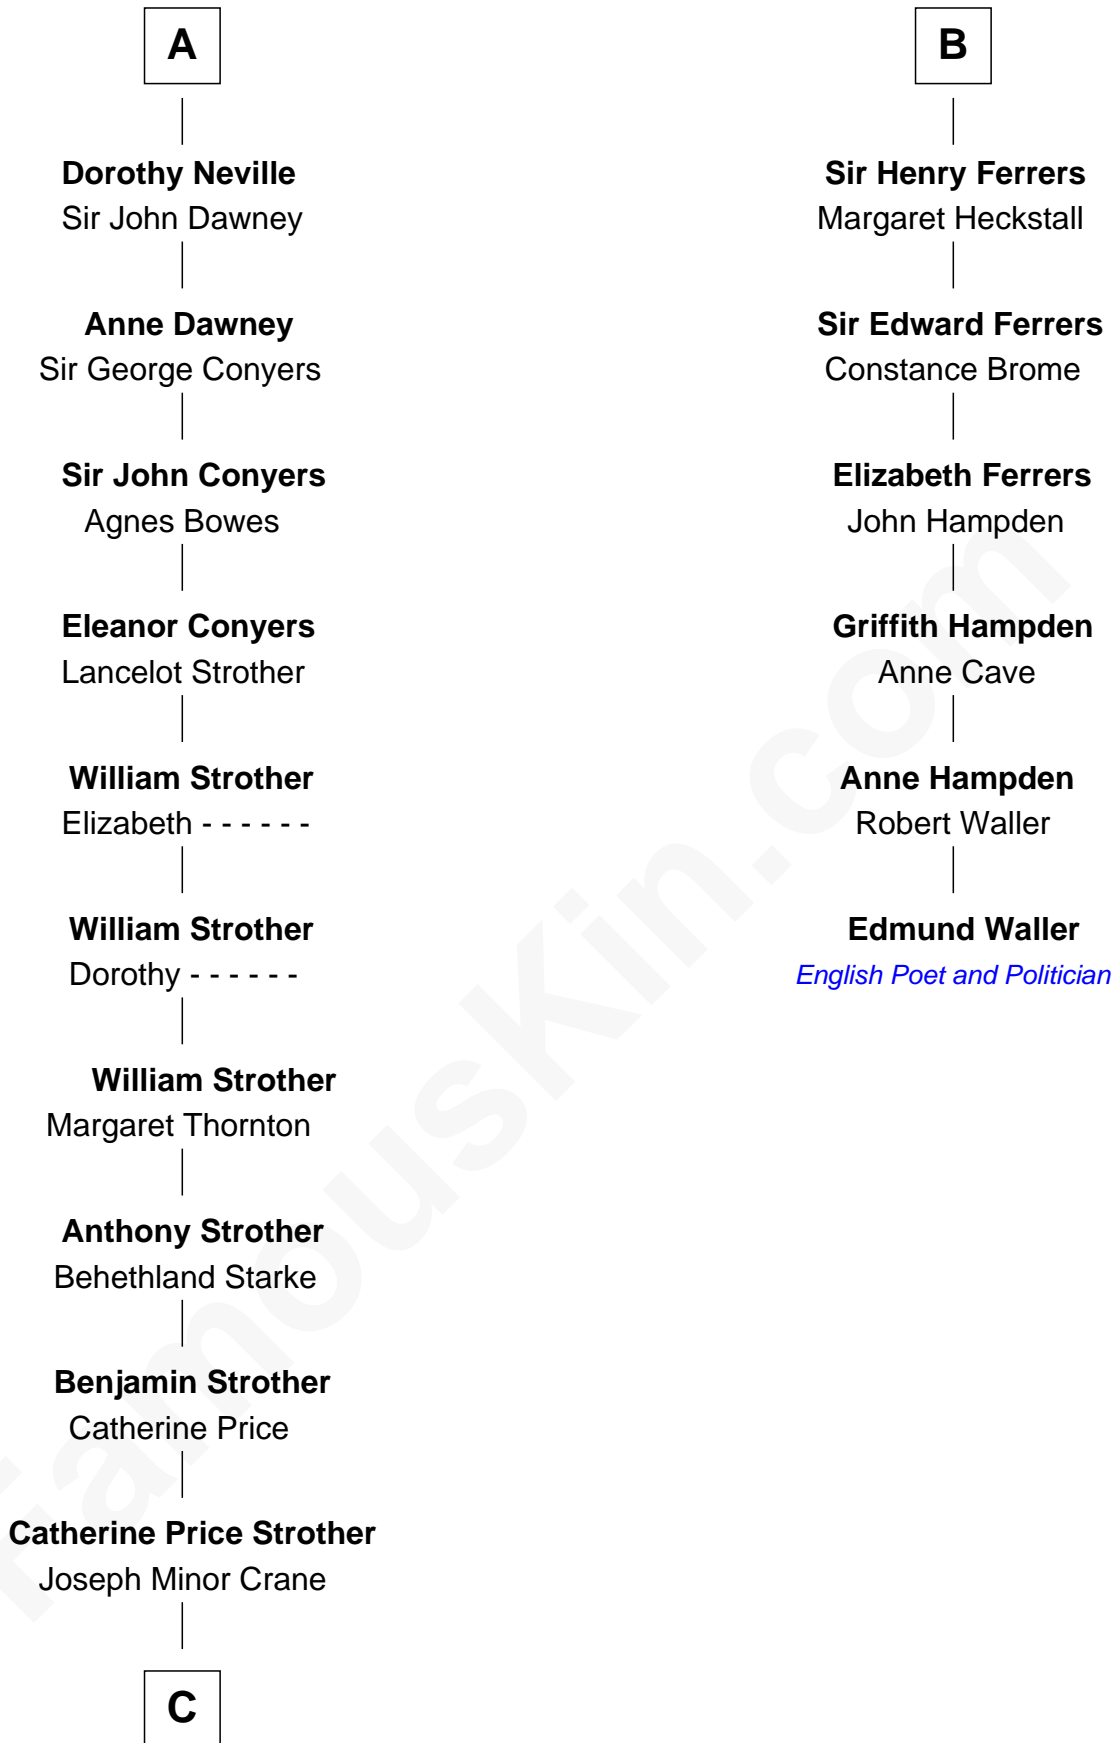 A
Dorothy Neville
Sir John Dawney
Anne Dawney
Sir George Conyers
Sir John Conyers
Agnes Bowes
Eleanor Conyers
Lancelot Strother
William Strother
Elizabeth - - - - - -
William Strother
Dorothy - - - - - -
William Strother
Margaret Thornton
Anthony Strother
Behethland Starke
Benjamin Strother
Catherine Price
Catherine Price Strother
Joseph Minor Crane
C
B
Sir Henry Ferrers
Margaret Heckstall
Sir Edward Ferrers
Constance Brome
Elizabeth Ferrers
John Hampden
Griffith Hampden
Anne Cave
Anne Hampden
Robert Waller
Edmund Waller
English Poet and Politician
FamousKin.com